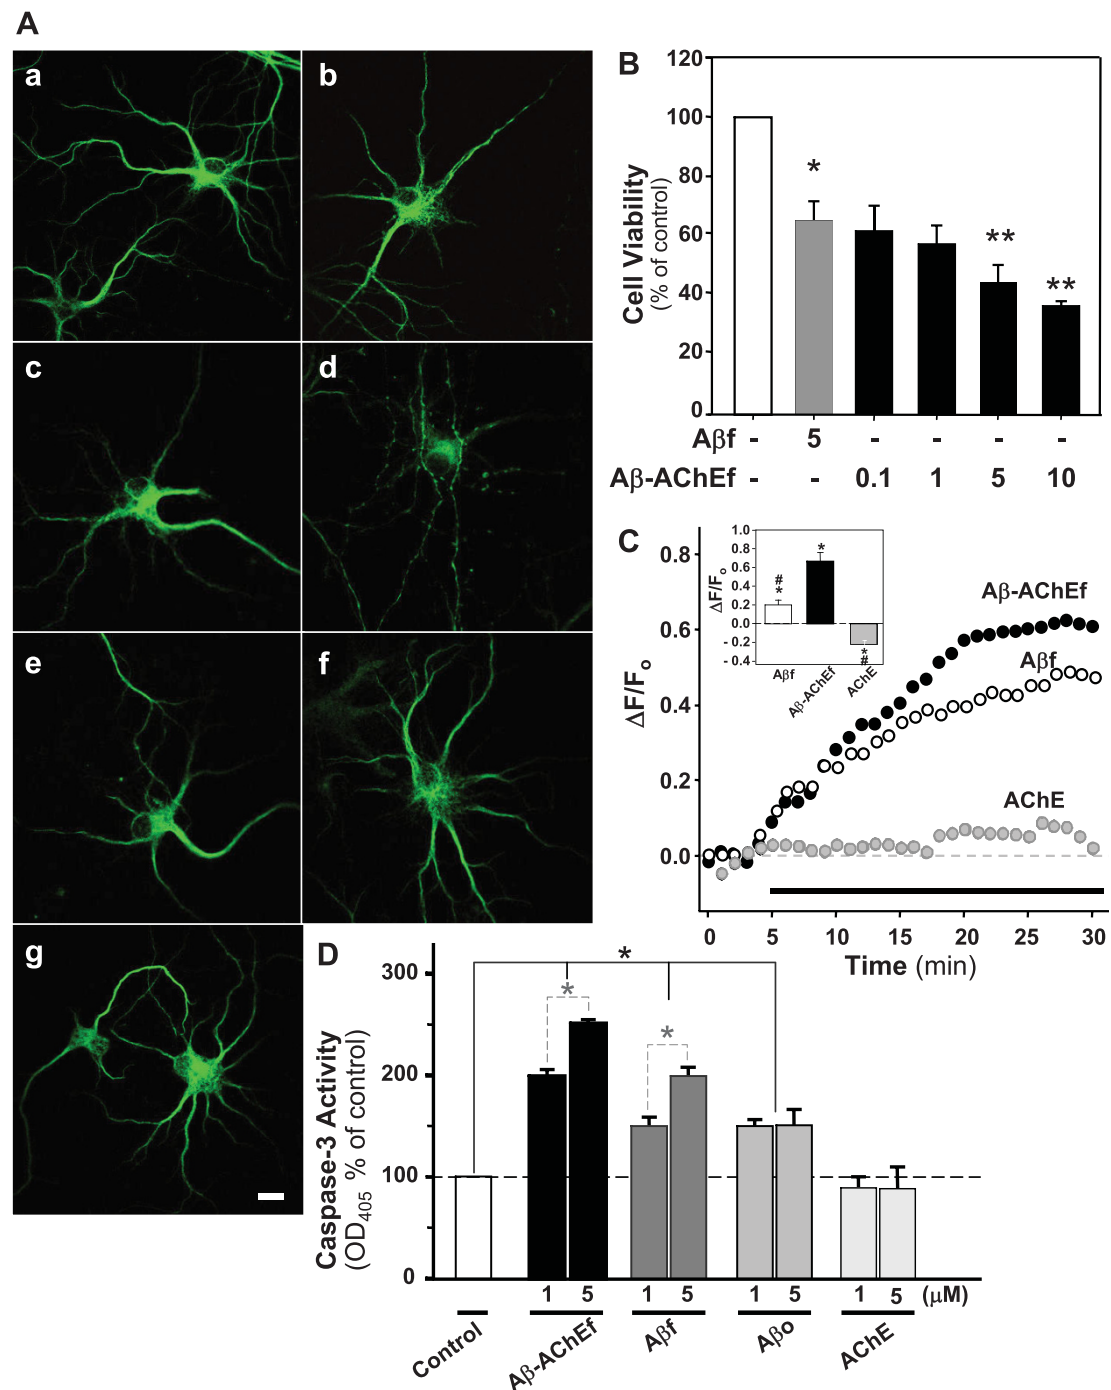 A
a
b
c
d
e
f
g
B
120
100
80
60
40
20
0
Cell Viability
(% of control)
*
**
**
Aβf - 5 - - - -
Aβ-AChEf - - 0.1 1 5 10
C
0.8
0.6
0.4
0.2
0.0
ΔF/Fo
1.0
0.8
0.6
0.4
0.2
0.0
- 0.2
- 0.4
ΔF/Fo
#
*
*
*
#
Aβf
Aβ-AChEf
AChE
Aβ-AChEf
Aβf
AChE
0 5 10 15 20 25 30
Time (min)
D
300
200
100
0
Caspase-3 Activity
(OD405 % of control)
*
*
*
1 5 1 5 1 5 1 5 (μM)
Control
Aβ-AChEf
Aβf
Aβo
AChE